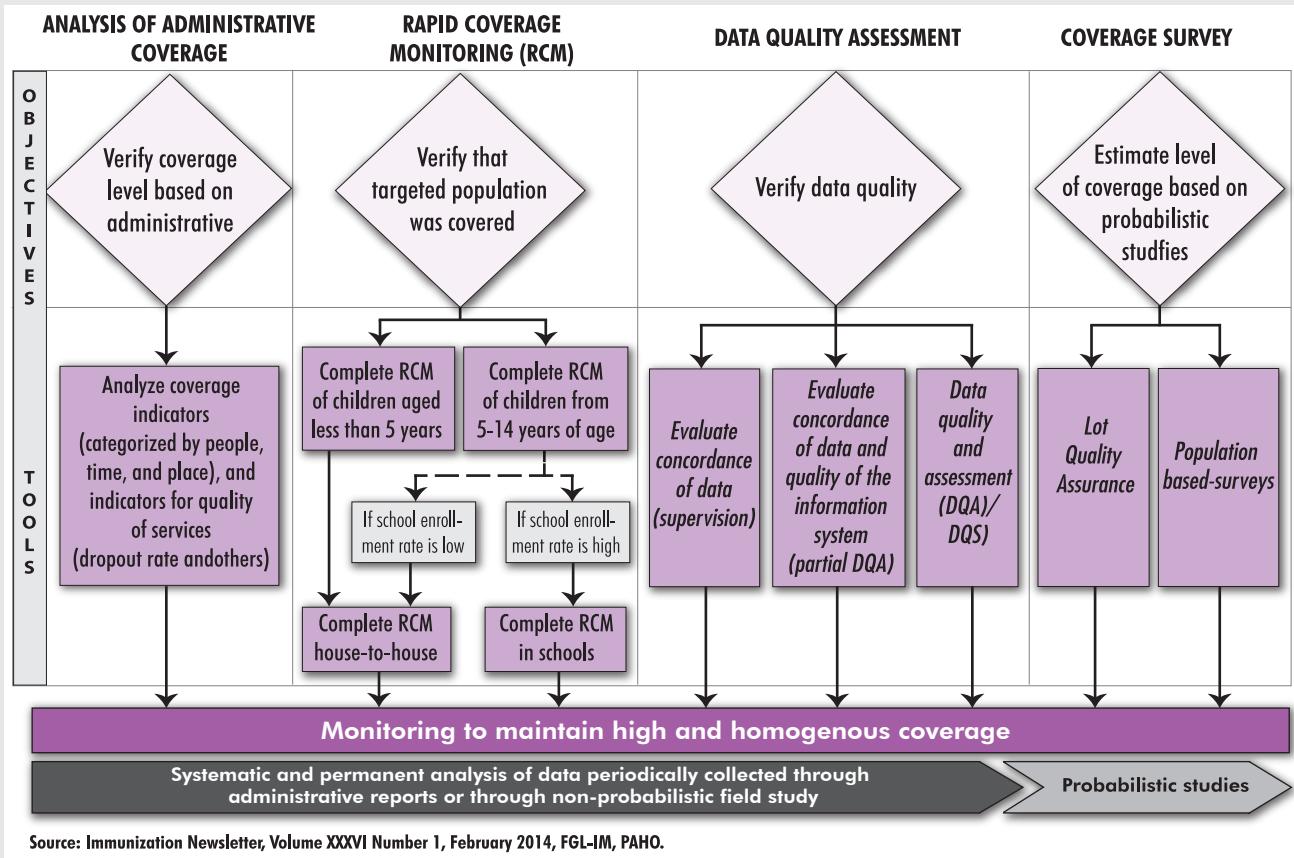 ANALYSIS OF ADMINISTRATIVE
COVERAGE
RAPID COVERAGE
MONITORING (RCM)
DATA QUALITY ASSESSMENT
COVERAGE SURVEY
OBJECTIVES
Verify coverage
level based on
administrative
Verify that
targeted population
was covered
Verify data quality
Estimate level
of coverage based on
probabilistic
studfies
TOOLS
Analyze coverage
indicators
(categorized by people,
time, and place), and
indicators for quality
of services
(dropout rate andothers)
Complete RCM
of children aged
less than 5 years
Complete RCM
of children from
5-14 years of age
If school enroll-
ment rate is low
If school enroll-
ment rate is high
Complete RCM
house-to-house
Complete RCM
in schools
Evaluate
concordance
of data
(supervision)
Evaluate
concordance
of data and
quality of the
information
system
(partial DQA)
Data
quality
and
assessment
(DQA)/
DQS)
Lot
Quality
Assurance
Population
based-surveys
Monitoring to maintain high and homogenous coverage
Systematic and permanent analysis of data periodically collected through
administrative reports or through non-probabilistic field study
Probabilistic studies
Source: Immunization Newsletter, Volume XXXVI Number 1, February 2014, FGL-IM, PAHO.